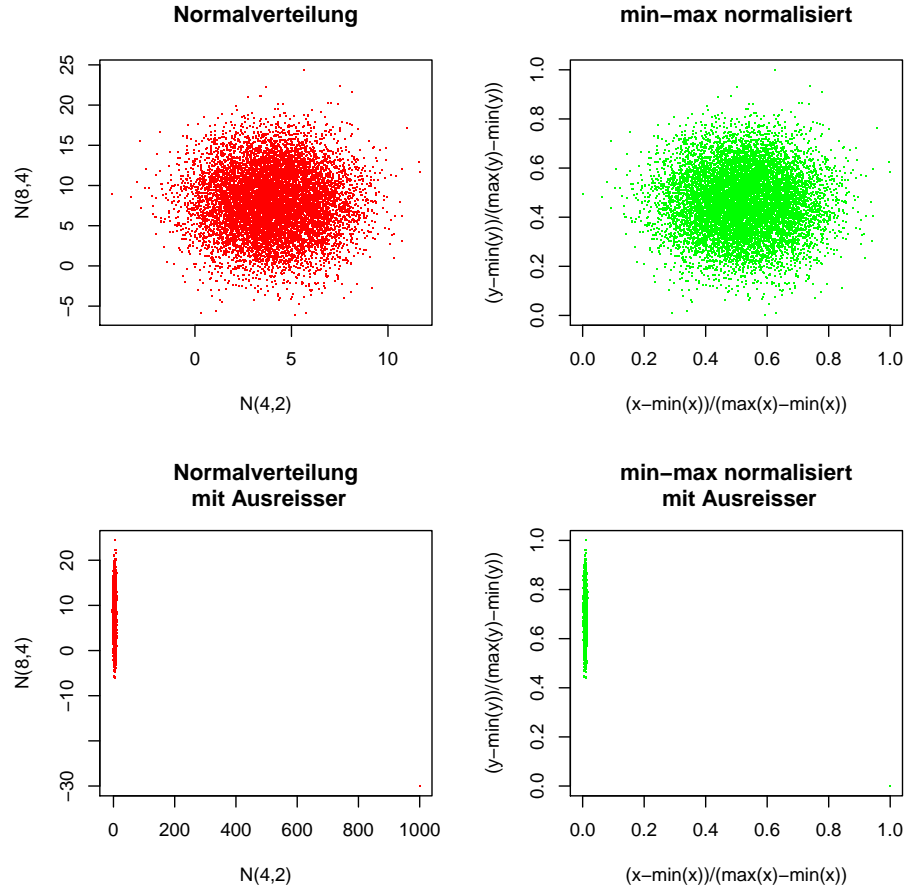 Normalverteilung
N(8,4)
25
20
15
10
5
0
−5
0 5 10
N(4,2)
min−max normalisiert
(y−min(y))/(max(y)−min(y))
1.0
0.8
0.6
0.4
0.2
0.0
0.0 0.2 0.4 0.6 0.8 1.0
(x−min(x))/(max(x)−min(x))
Normalverteilung
mit Ausreisser
N(8,4)
20
10
0
−10
−30
0 200 400 600 800 1000
N(4,2)
min−max normalisiert
mit Ausreisser
(y−min(y))/(max(y)−min(y))
1.0
0.8
0.6
0.4
0.2
0.0
0.0 0.2 0.4 0.6 0.8 1.0
(x−min(x))/(max(x)−min(x))